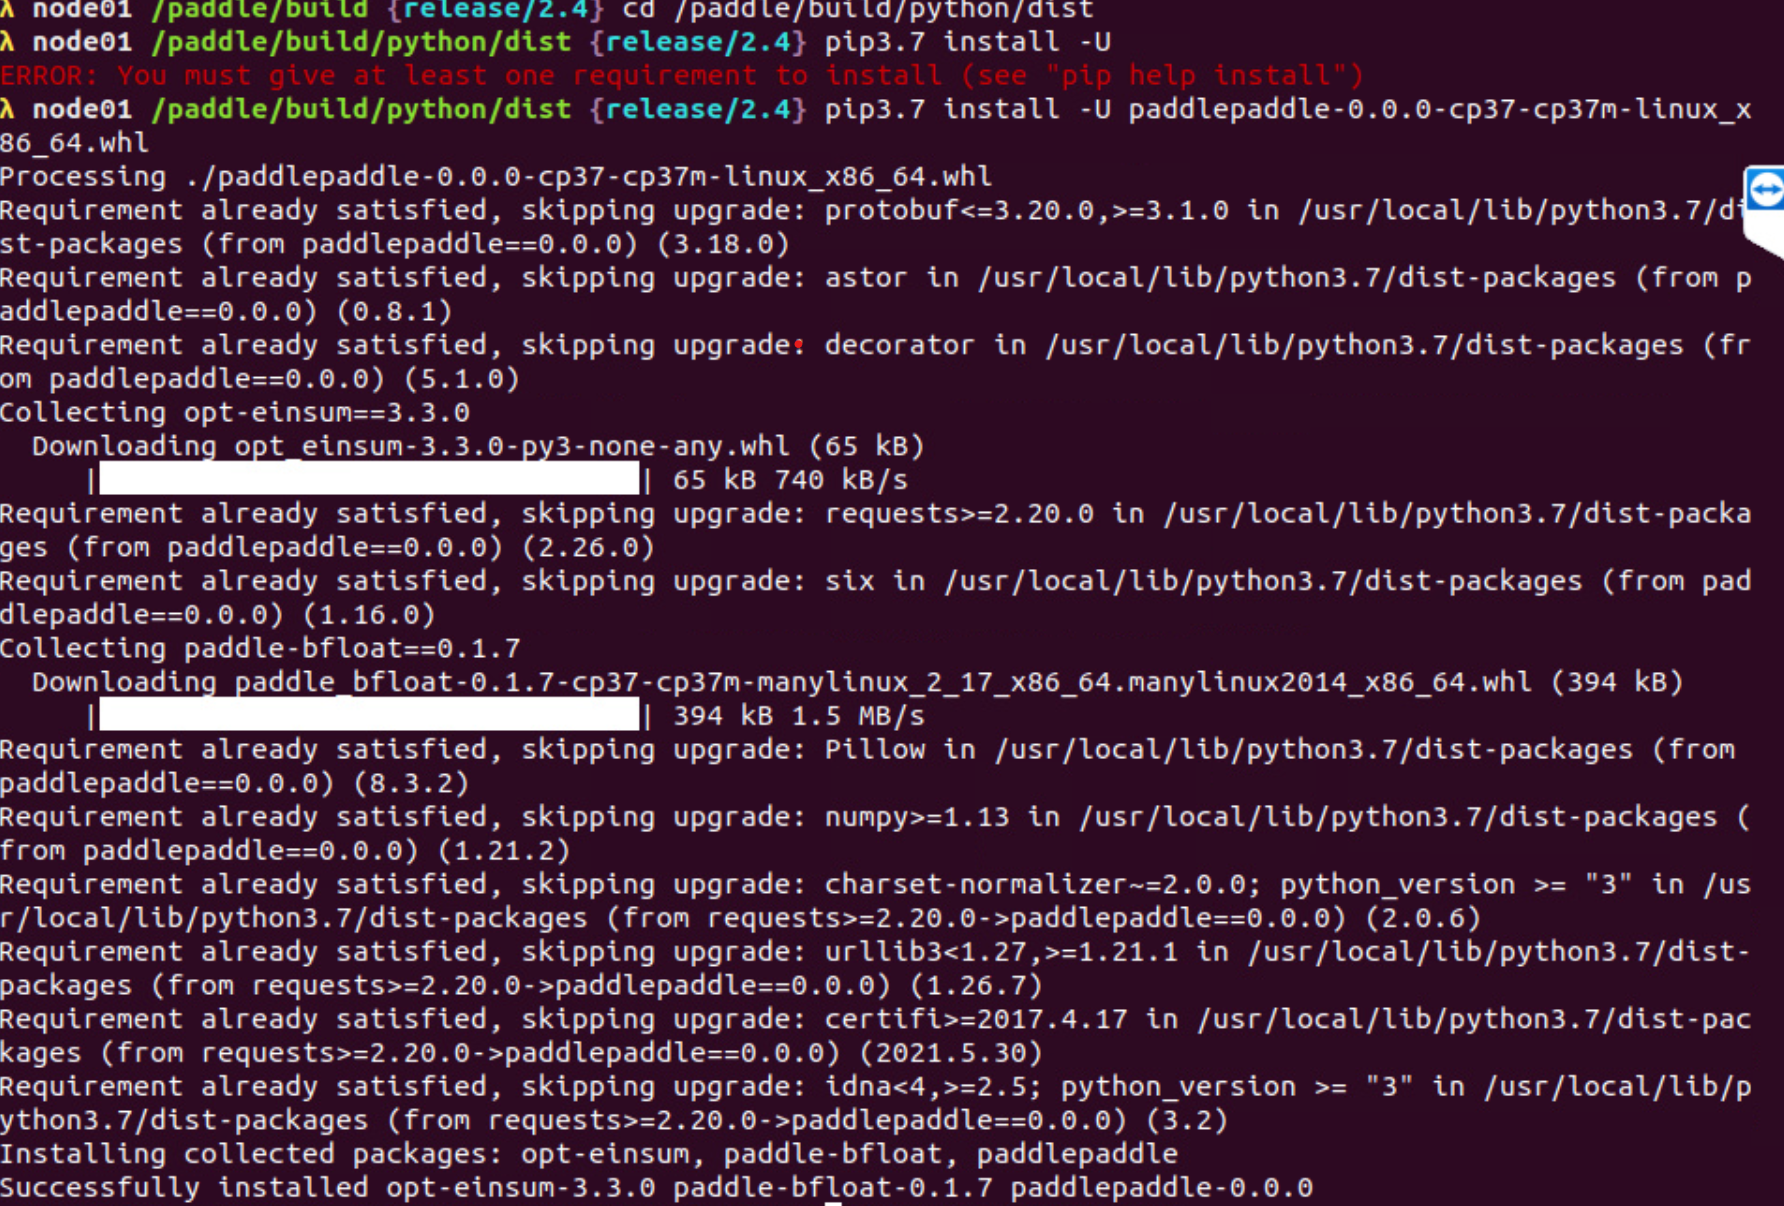 λ node01 /paddle/build {release/2.4} cd /paddle/build/python/dist
λ node01 /paddle/build/python/dist {release/2.4} pip3.7 install -U
ERROR: You must give at least one requirement to install (see "pip help install")
λ node01 /paddle/build/python/dist {release/2.4} pip3.7 install -U paddlepaddle-0.0.0-cp37-cp37m-linux_x
86_64.whl
Processing ./paddlepaddle-0.0.0-cp37-cp37m-linux_x86_64.whl
Requirement already satisfied, skipping upgrade: protobuf<=3.20.0,>=3.1.0 in /usr/local/lib/python3.7/di
st-packages (from paddlepaddle==0.0.0) (3.18.0)
Requirement already satisfied, skipping upgrade: astor in /usr/local/lib/python3.7/dist-packages (from p
addlepaddle==0.0.0) (0.8.1)
Requirement already satisfied, skipping upgrade: decorator in /usr/local/lib/python3.7/dist-packages (fr
om paddlepaddle==0.0.0) (5.1.0)
Collecting opt-einsum==3.3.0
  Downloading opt_einsum-3.3.0-py3-none-any.whl (65 kB)
     |                                | 65 kB 740 kB/s
Requirement already satisfied, skipping upgrade: requests>=2.20.0 in /usr/local/lib/python3.7/dist-packa
ges (from paddlepaddle==0.0.0) (2.26.0)
Requirement already satisfied, skipping upgrade: six in /usr/local/lib/python3.7/dist-packages (from pad
dlepaddle==0.0.0) (1.16.0)
Collecting paddle-bfloat==0.1.7
  Downloading paddle_bfloat-0.1.7-cp37-cp37m-manylinux_2_17_x86_64.manylinux2014_x86_64.whl (394 kB)
     |                                | 394 kB 1.5 MB/s
Requirement already satisfied, skipping upgrade: Pillow in /usr/local/lib/python3.7/dist-packages (from
paddlepaddle==0.0.0) (8.3.2)
Requirement already satisfied, skipping upgrade: numpy>=1.13 in /usr/local/lib/python3.7/dist-packages (
from paddlepaddle==0.0.0) (1.21.2)
Requirement already satisfied, skipping upgrade: charset-normalizer~=2.0.0; python_version >= "3" in /us
r/local/lib/python3.7/dist-packages (from requests>=2.20.0->paddlepaddle==0.0.0) (2.0.6)
Requirement already satisfied, skipping upgrade: urllib3<1.27,>=1.21.1 in /usr/local/lib/python3.7/dist-
packages (from requests>=2.20.0->paddlepaddle==0.0.0) (1.26.7)
Requirement already satisfied, skipping upgrade: certifi>=2017.4.17 in /usr/local/lib/python3.7/dist-pac
kages (from requests>=2.20.0->paddlepaddle==0.0.0) (2021.5.30)
Requirement already satisfied, skipping upgrade: idna<4,>=2.5; python_version >= "3" in /usr/local/lib/p
ython3.7/dist-packages (from requests>=2.20.0->paddlepaddle==0.0.0) (3.2)
Installing collected packages: opt-einsum, paddle-bfloat, paddlepaddle
Successfully installed opt-einsum-3.3.0 paddle-bfloat-0.1.7 paddlepaddle-0.0.0